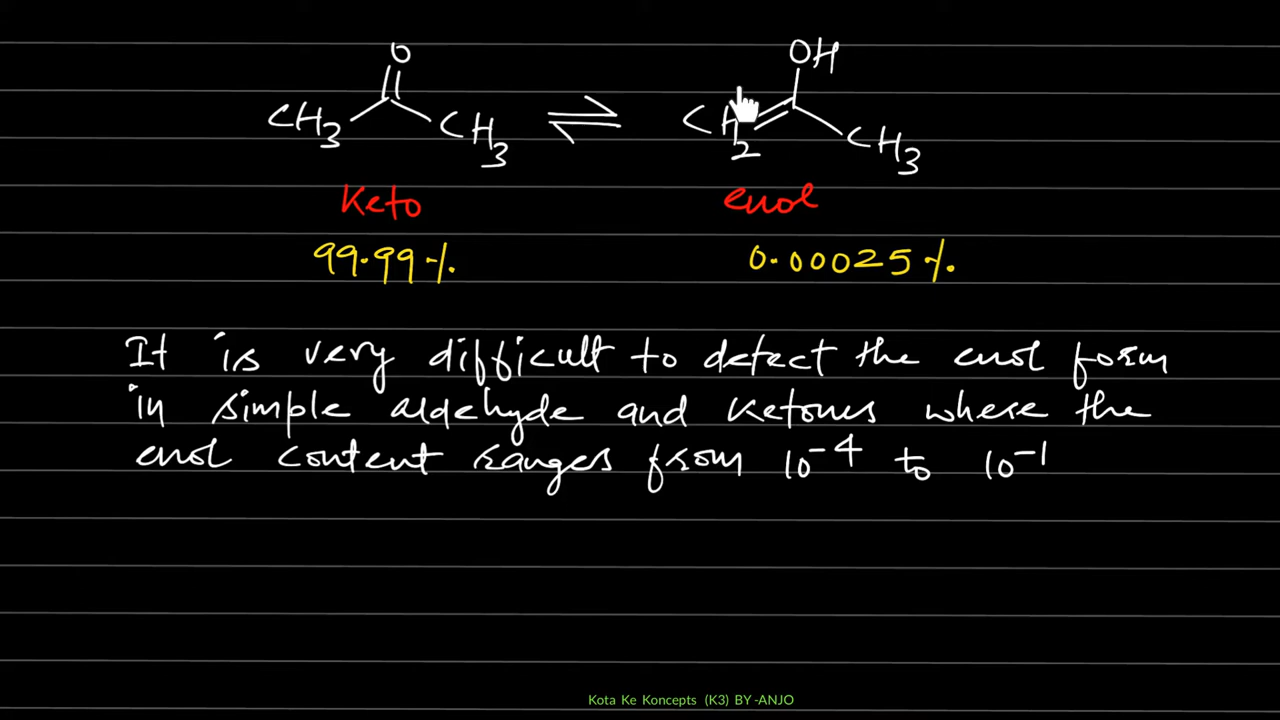 O OH
CH3 CH3 ⇌ CH2 CH3
Keto enol
99.99% 0.00025%
It is very difficult to detect the enol form
in simple aldehyde and ketones where the
enol content ranges from 10⁻⁴ to 10⁻¹
Kota Ke Koncepts (K3) BY -ANJO